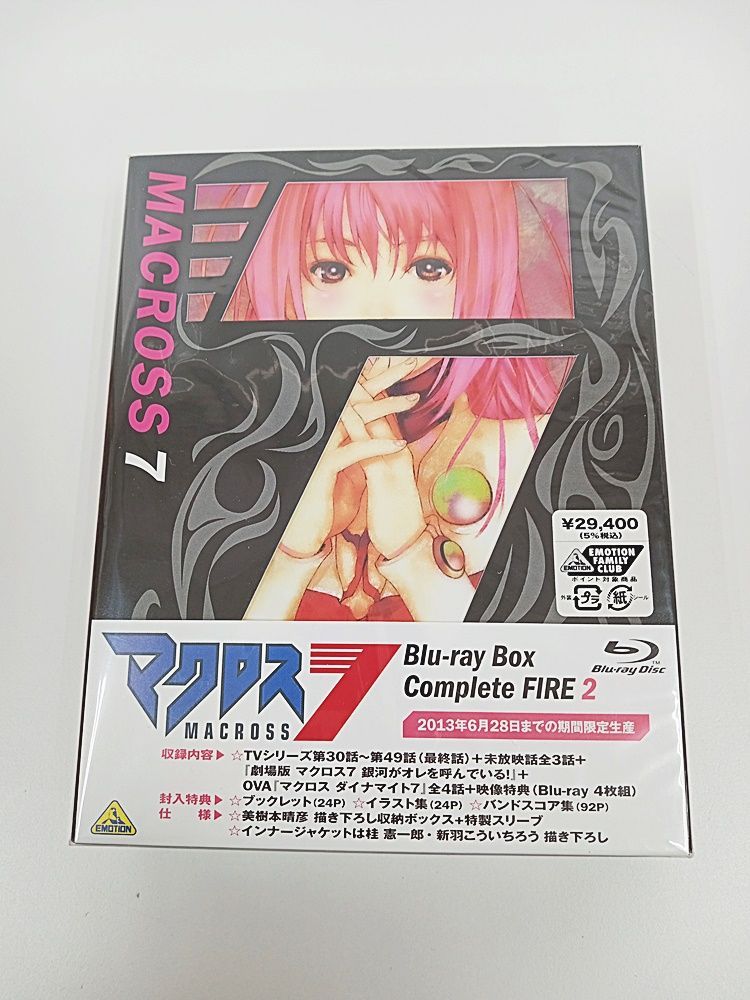 MACROSS 7
¥29,400
(5%税込)
EMOTION
EMOTION
FAMILY
CLUB
ポイント対象商品
外装
プラ
紙
シール
マクロス7
MACROSS
Blu-ray Box
Complete FIRE 2
Blu-ray Disc™
2013年6月28日までの期間限定生産
収録内容▶ ☆TVシリーズ第30話～第49話(最終話)+未放映話全3話+
『劇場版 マクロス7 銀河がオレを呼んでいる!』+
OVA『マクロス ダイナマイト7』全4話+映像特典(Blu-ray 4枚組)
封入特典▶ ☆ブックレット(24P) ☆イラスト集(24P) ☆バンドスコア集(92P)
仕 様▶ ☆美樹本晴彦 描き下ろし収納ボックス+特製スリーブ
☆インナージャケットは桂 憲一郎・新羽こういちろう 描き下ろし
EMOTION